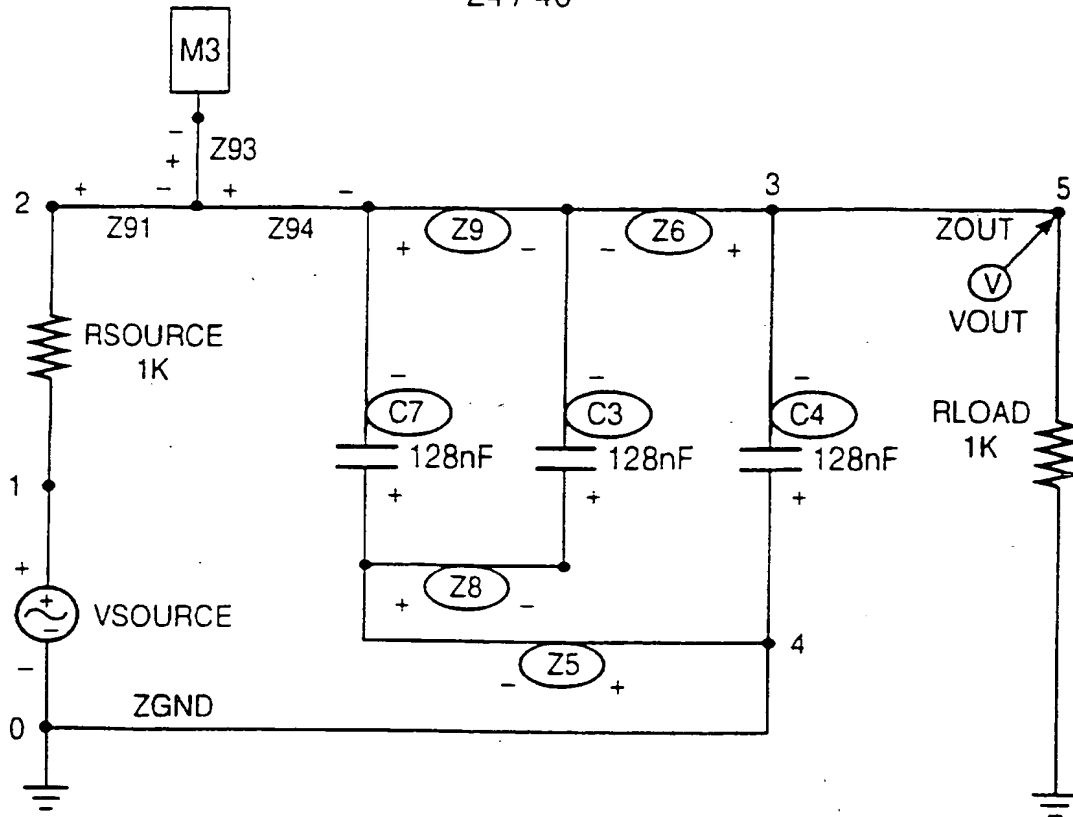 M3
−
+ Z93
2 + − + − 3 5
Z91 Z94 Z9 Z6 ZOUT
+ − − +
V
VOUT
RSOURCE
1K
− − −
C7 C3 C4
128nF 128nF 128nF
+ + +
RLOAD
1K
1
Z8
+ −
+
+
−
VSOURCE
−
4
Z5
− +
ZGND
0